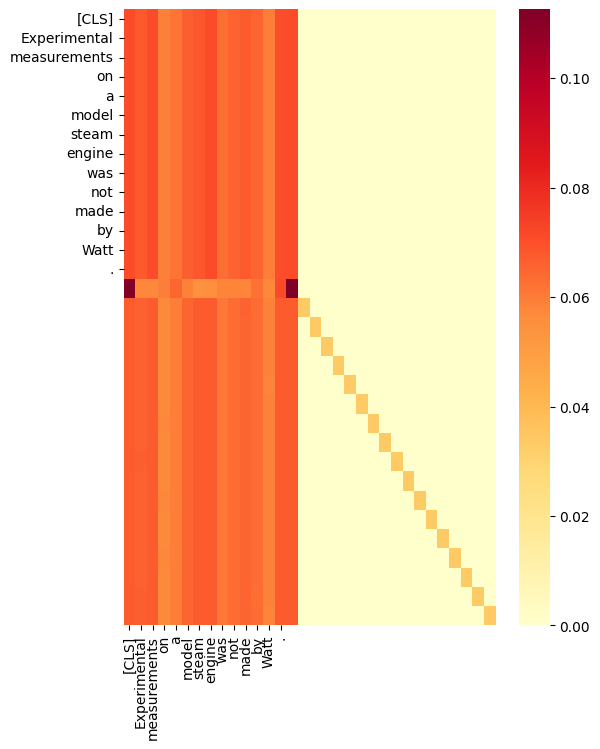 [CLS]
Experimental
measurements
on
a
model
steam
engine
was
not
made
by
Watt
.
0.10
0.08
0.06
0.04
0.02
0.00
[CLS]
Experimental
measurements
on
a
model
steam
engine
was
not
made
by
Watt
.